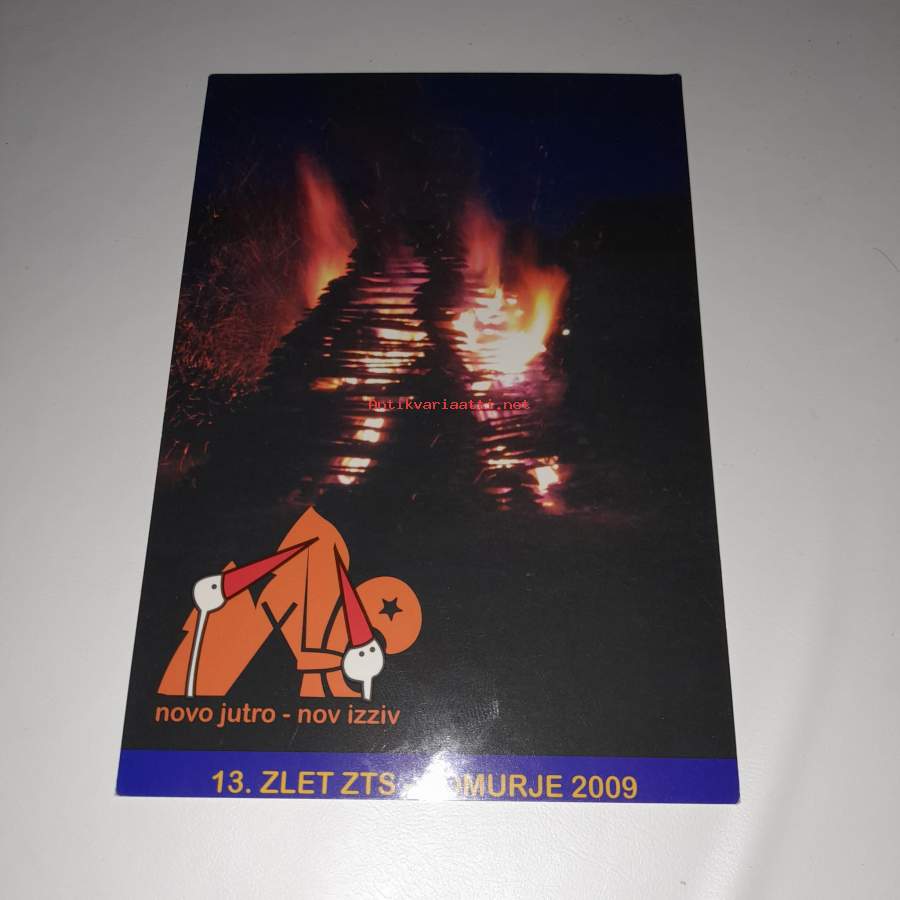 Antikvariaatti.net
novo jutro - nov izziv
13. ZLET ZTS OMURJE 2009